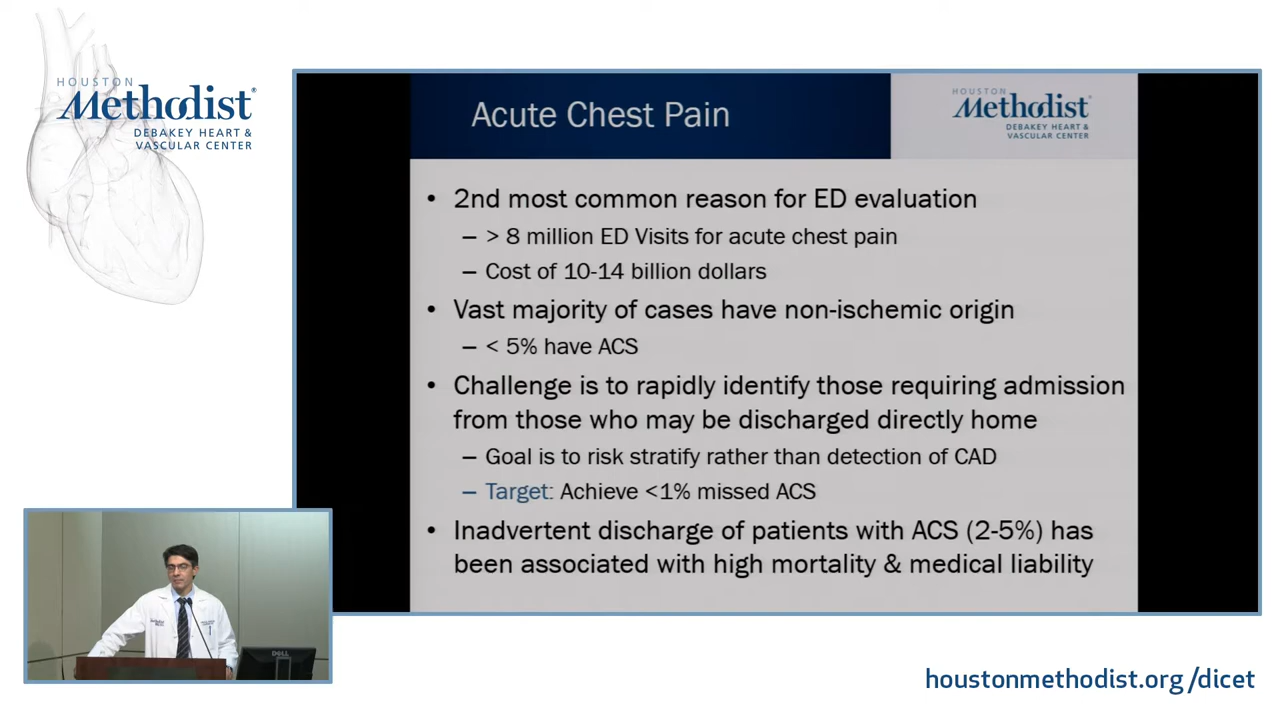 HOUSTON
Methodist®
DEBAKEY HEART &
VASCULAR CENTER
Acute Chest Pain
HOUSTON
Methodist®
DEBAKEY HEART &
VASCULAR CENTER
• 2nd most common reason for ED evaluation
– > 8 million ED Visits for acute chest pain
– Cost of 10-14 billion dollars
• Vast majority of cases have non-ischemic origin
– < 5% have ACS
• Challenge is to rapidly identify those requiring admission
from those who may be discharged directly home
– Goal is to risk stratify rather than detection of CAD
– Target: Achieve <1% missed ACS
• Inadvertent discharge of patients with ACS (2-5%) has
been associated with high mortality & medical liability
DELL
houstonmethodist.org/dicet